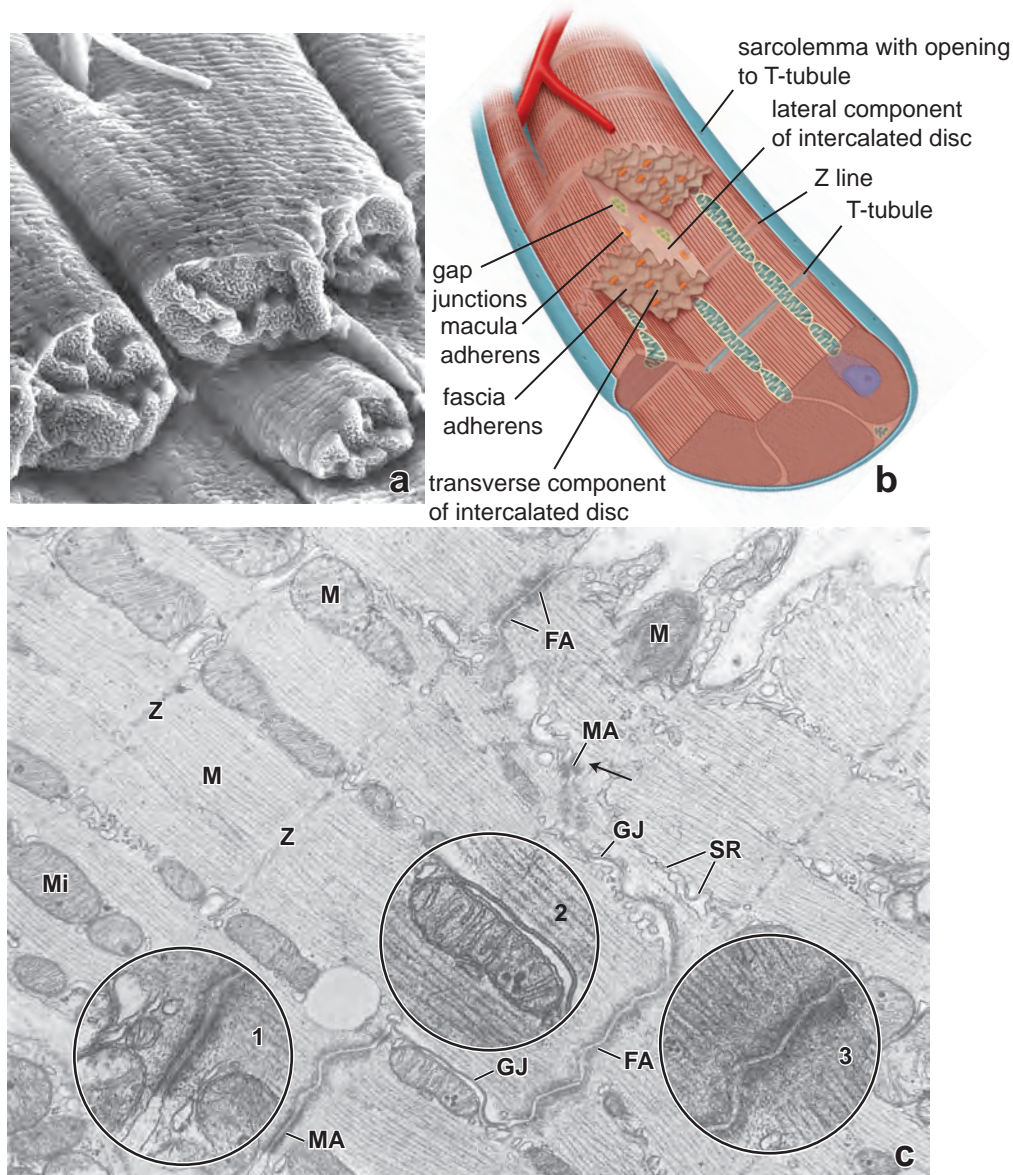 a
sarcolemma with opening
to T-tubule
lateral component
of intercalated disc
Z line
T-tubule
gap
junctions
macula
adherens
fascia
adherens
transverse component
of intercalated disc
b
M
FA
M
Z
MA
M
Z
GJ
SR
Mi
2
1
3
GJ
FA
MA
c